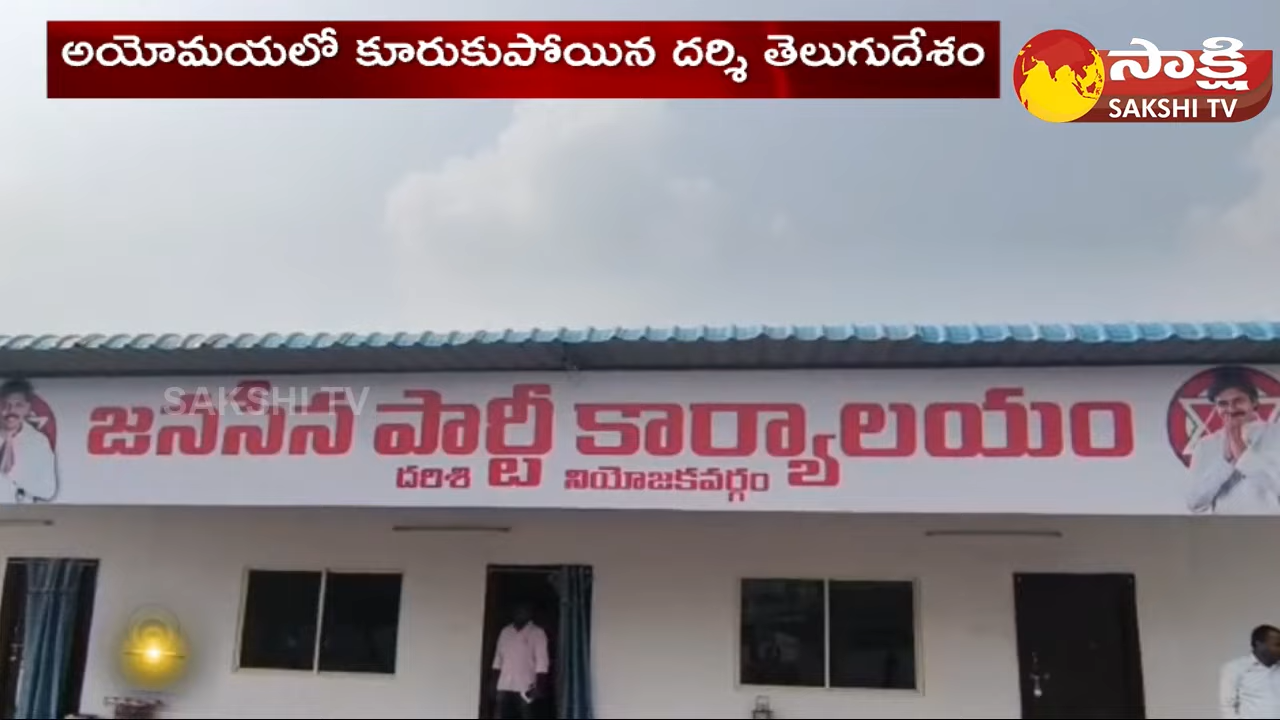 అయోమయలో కూరుకుపోయిన దర్శి తెలుగుదేశం
సాక్షి
SAKSHI TV
SAKSHI TV
జనసేన పార్టీ కార్యాలయం
దరిశి నియోజకవర్గం